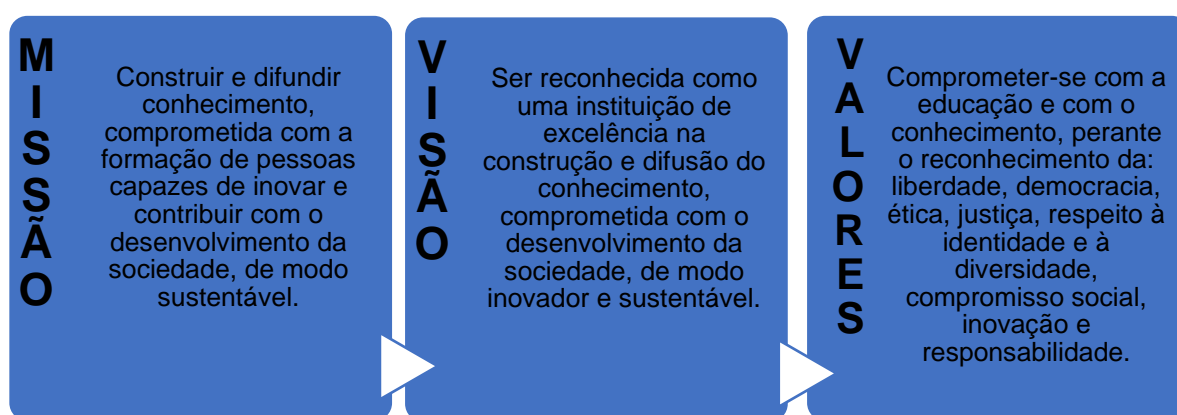 MISSÃO
Construir e difundir
conhecimento,
comprometida com a
formação de pessoas
capazes de inovar e
contribuir com o
desenvolvimento da
sociedade, de modo
sustentável.
VISÃO
Ser reconhecida como
uma instituição de
excelência na
construção e difusão do
conhecimento,
comprometida com o
desenvolvimento da
sociedade, de modo
inovador e sustentável.
VALORES
Comprometer-se com a
educação e com o
conhecimento, perante
o reconhecimento da:
liberdade, democracia,
ética, justiça, respeito à
identidade e à
diversidade,
compromisso social,
inovação e
responsabilidade.